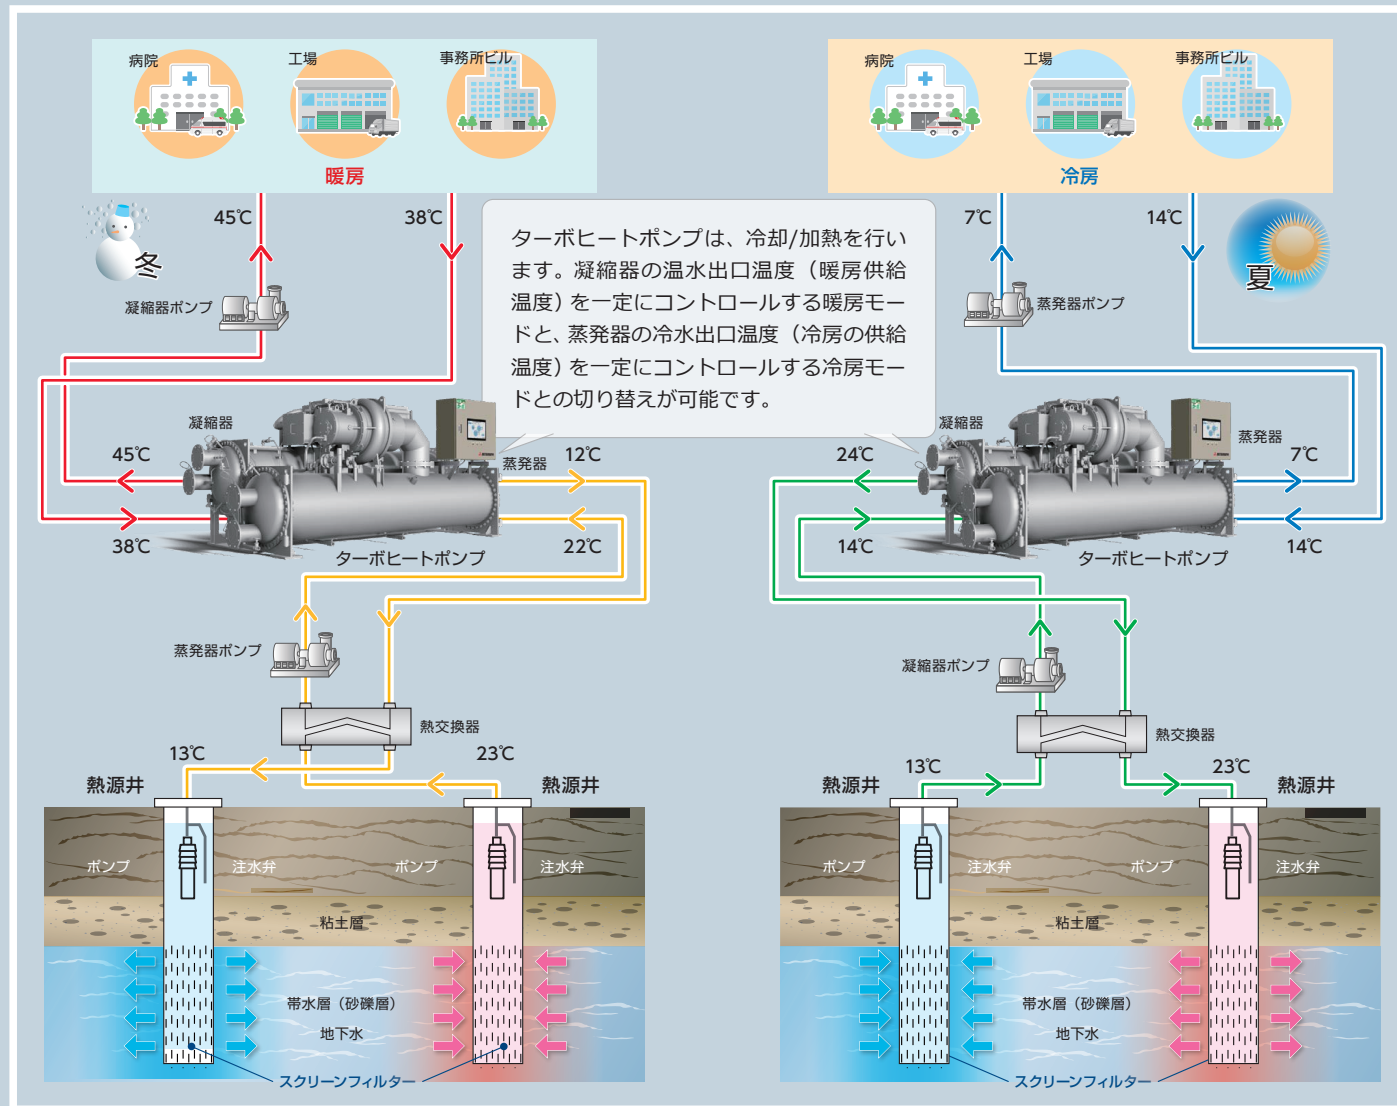 病院
工場
事務所ビル
暖房
45℃
38℃
冬
凝縮器ポンプ
ターボヒートポンプは、冷却/加熱を行い
ます。凝縮器の温水出口温度（暖房供給
温度）を一定にコントロールする暖房モー
ドと、蒸発器の冷水出口温度（冷房の供給
温度）を一定にコントロールする冷房モー
ドとの切り替えが可能です。
凝縮器
45℃
38℃
蒸発器
12℃
22℃
ターボヒートポンプ
蒸発器ポンプ
熱交換器
13℃
23℃
熱源井
熱源井
ポンプ
注水弁
ポンプ
注水弁
粘土層
帯水層（砂礫層）
地下水
スクリーンフィルター
病院
工場
事務所ビル
冷房
7℃
14℃
夏
蒸発器ポンプ
凝縮器
24℃
14℃
蒸発器
7℃
14℃
ターボヒートポンプ
凝縮器ポンプ
熱交換器
13℃
23℃
熱源井
熱源井
ポンプ
注水弁
ポンプ
注水弁
粘土層
帯水層（砂礫層）
地下水
スクリーンフィルター